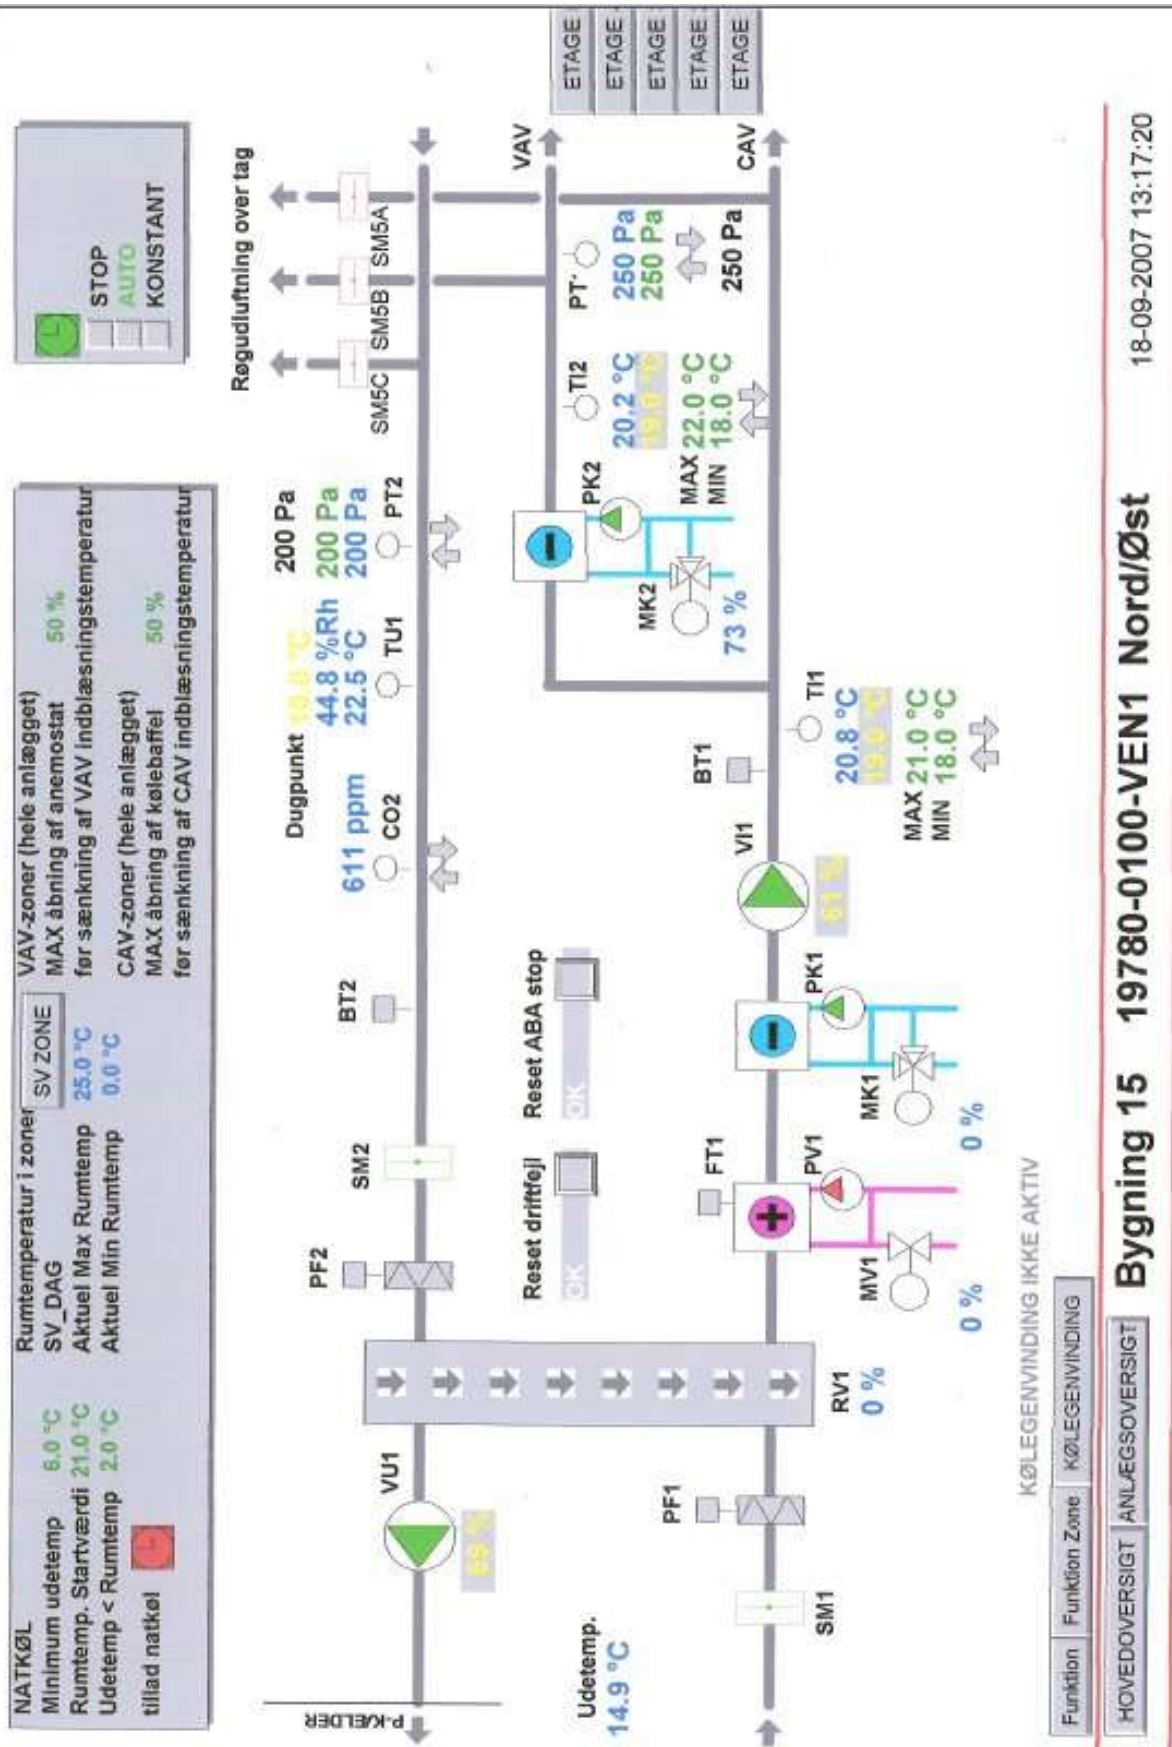 NATKØL
Minimum udetemp 6.0 °C
Rumtemp. Startværdi 21.0 °C
Udetemp < Rumtemp 2.0 °C
tillad natkøl
Rumtemperatur i zoner
SV_DAG
SV ZONE
Aktuel Max Rumtemp 25.0 °C
Aktuel Min Rumtemp 0.0 °C
VAV-zoner (hele anlægget)
MAX åbning af anemostat 50 %
før sænkning af VAV indblæsningstemperatur
CAV-zoner (hele anlægget)
MAX åbning af kølebaffel 50 %
før sænkning af CAV indblæsningstemperatur
STOP
AUTO
KONSTANT
Røgudluftning over tag
SM5C
SM5B
SM5A
P-KÆLDER
VU1
69 %
PF2
SM2
BT2
611 ppm
CO2
Dugpunkt
44.8 %Rh
22.5 °C
TU1
200 Pa
200 Pa
200 Pa
PT2
VAV
CAV
ETAGE
ETAGE
ETAGE
ETAGE
ETAGE
Reset driftfejl
OK
Reset ABA stop
OK
PK2
MK2
73 %
TI2
20.2 °C
19.0 °C
MAX 22.0 °C
MIN 18.0 °C
PT
250 Pa
250 Pa
250 Pa
Udetemp.
14.9 °C
SM1
PF1
RV1
0 %
FT1
PV1
MV1
0 %
PK1
MK1
0 %
VI1
61 %
BT1
TI1
20.8 °C
19.0 °C
MAX 21.0 °C
MIN 18.0 °C
KØLEGENVINDING IKKE AKTIV
Funktion
Funktion Zone
KØLEGENVINDING
HOVEDOVERSIGT
ANLÆGSOVERSIGT
Bygning 15 19780-0100-VEN1 Nord/Øst
18-09-2007 13:17:20